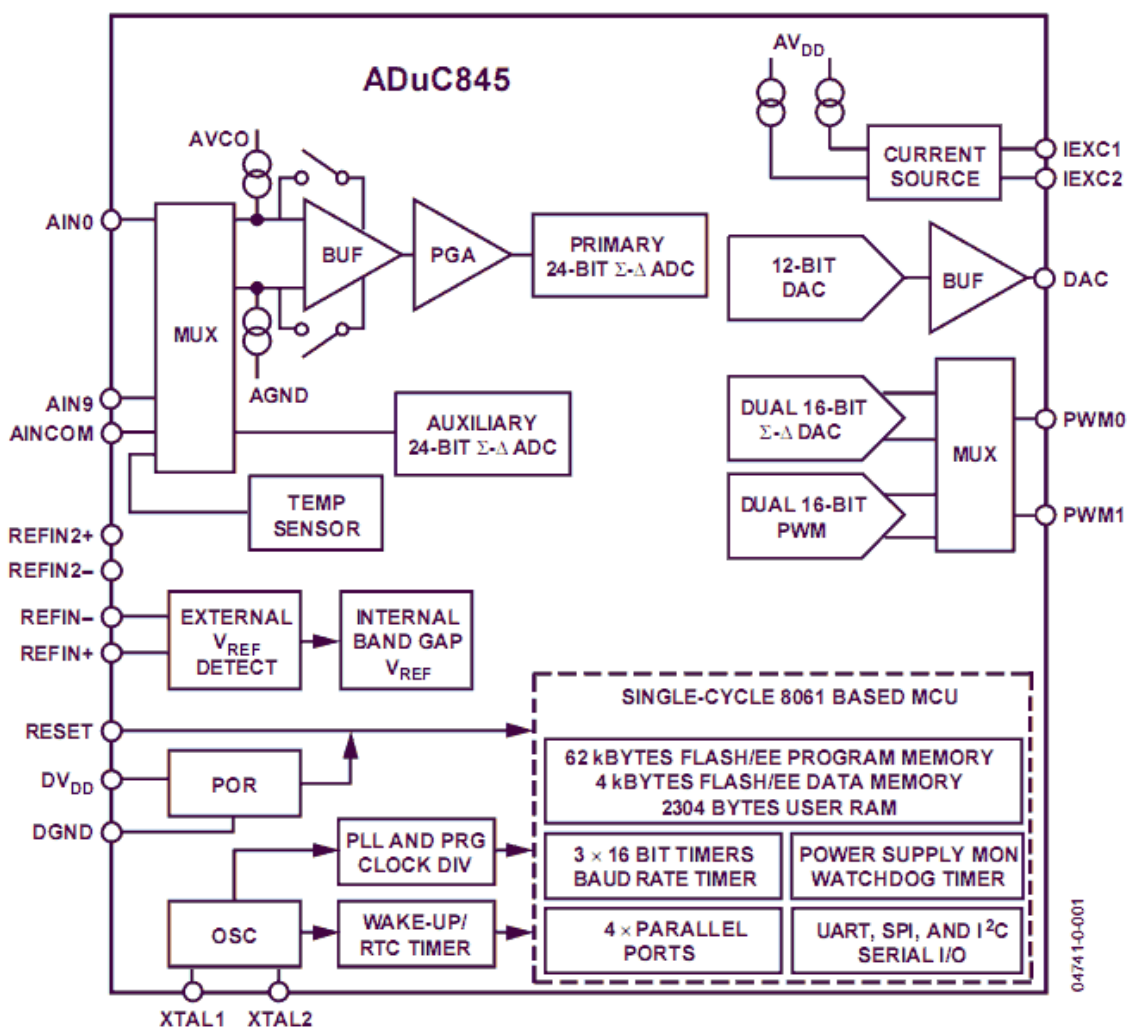 ADuC845
AVDD
AVCO
IEXC1
CURRENT
SOURCE
IEXC2
AIN0
BUF
PGA
PRIMARY
24-BIT Σ-Δ ADC
12-BIT
DAC
BUF
DAC
MUX
AGND
AIN9
AINCOM
AUXILIARY
24-BIT Σ-Δ ADC
DUAL 16-BIT
Σ-Δ DAC
MUX
PWM0
TEMP
SENSOR
DUAL 16-BIT
PWM
PWM1
REFIN2+
REFIN2–
REFIN–
REFIN+
EXTERNAL
VREF
DETECT
INTERNAL
BAND GAP
VREF
SINGLE-CYCLE 8061 BASED MCU
RESET
62 kBYTES FLASH/EE PROGRAM MEMORY
4 kBYTES FLASH/EE DATA MEMORY
2304 BYTES USER RAM
DVDD
POR
DGND
PLL AND PRG
CLOCK DIV
3 × 16 BIT TIMERS
BAUD RATE TIMER
POWER SUPPLY MON
WATCHDOG TIMER
OSC
WAKE-UP/
RTC TIMER
4 × PARALLEL
PORTS
UART, SPI, AND I2C
SERIAL I/O
XTAL1
XTAL2
047410-001